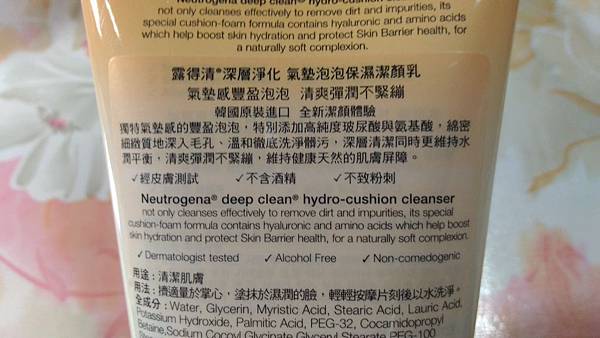 Neutrogena deep clean® hydro-cushion cleanser
not only cleanses effectively to remove dirt and impurities, its
special cushion-foam formula contains hyaluronic and amino acids
which help boost skin hydration and protect Skin Barrier health, for
a naturally soft complexion.
露得清®深層淨化 氣墊泡泡保濕潔顏乳
氣墊感豐盈泡泡 清爽彈潤不緊繃
韓國原裝進口 全新潔顏體驗
獨特氣墊感的豐盈泡泡，特別添加高純度玻尿酸與氨基酸，綿密
細緻質地深入毛孔、溫和徹底洗淨髒污，深層清潔同時更維持水
潤平衡，清爽彈潤不緊繃，維持健康天然的肌膚屏障。
✓經皮膚測試 ✓不含酒精 ✓不致粉刺
Neutrogena® deep clean® hydro-cushion cleanser
not only cleanses effectively to remove dirt and impurities, its special
cushion-foam formula contains hyaluronic and amino acids which help boost
skin hydration and protect Skin Barrier health, for a naturally soft complexion.
✓Dermatologist tested ✓Alcohol Free ✓Non-comedogenic
用途：清潔肌膚
用法：擠適量於掌心，塗抹於濕潤的臉，輕輕按摩片刻後以水洗淨。
全成分：Water, Glycerin, Myristic Acid, Stearic Acid, Lauric Acid,
Potassium Hydroxide, Palmitic Acid, PEG-32, Cocamidopropyl
Betaine,Sodium Cocoyl Glycinate,Glyceryl Stearate,PEG-100